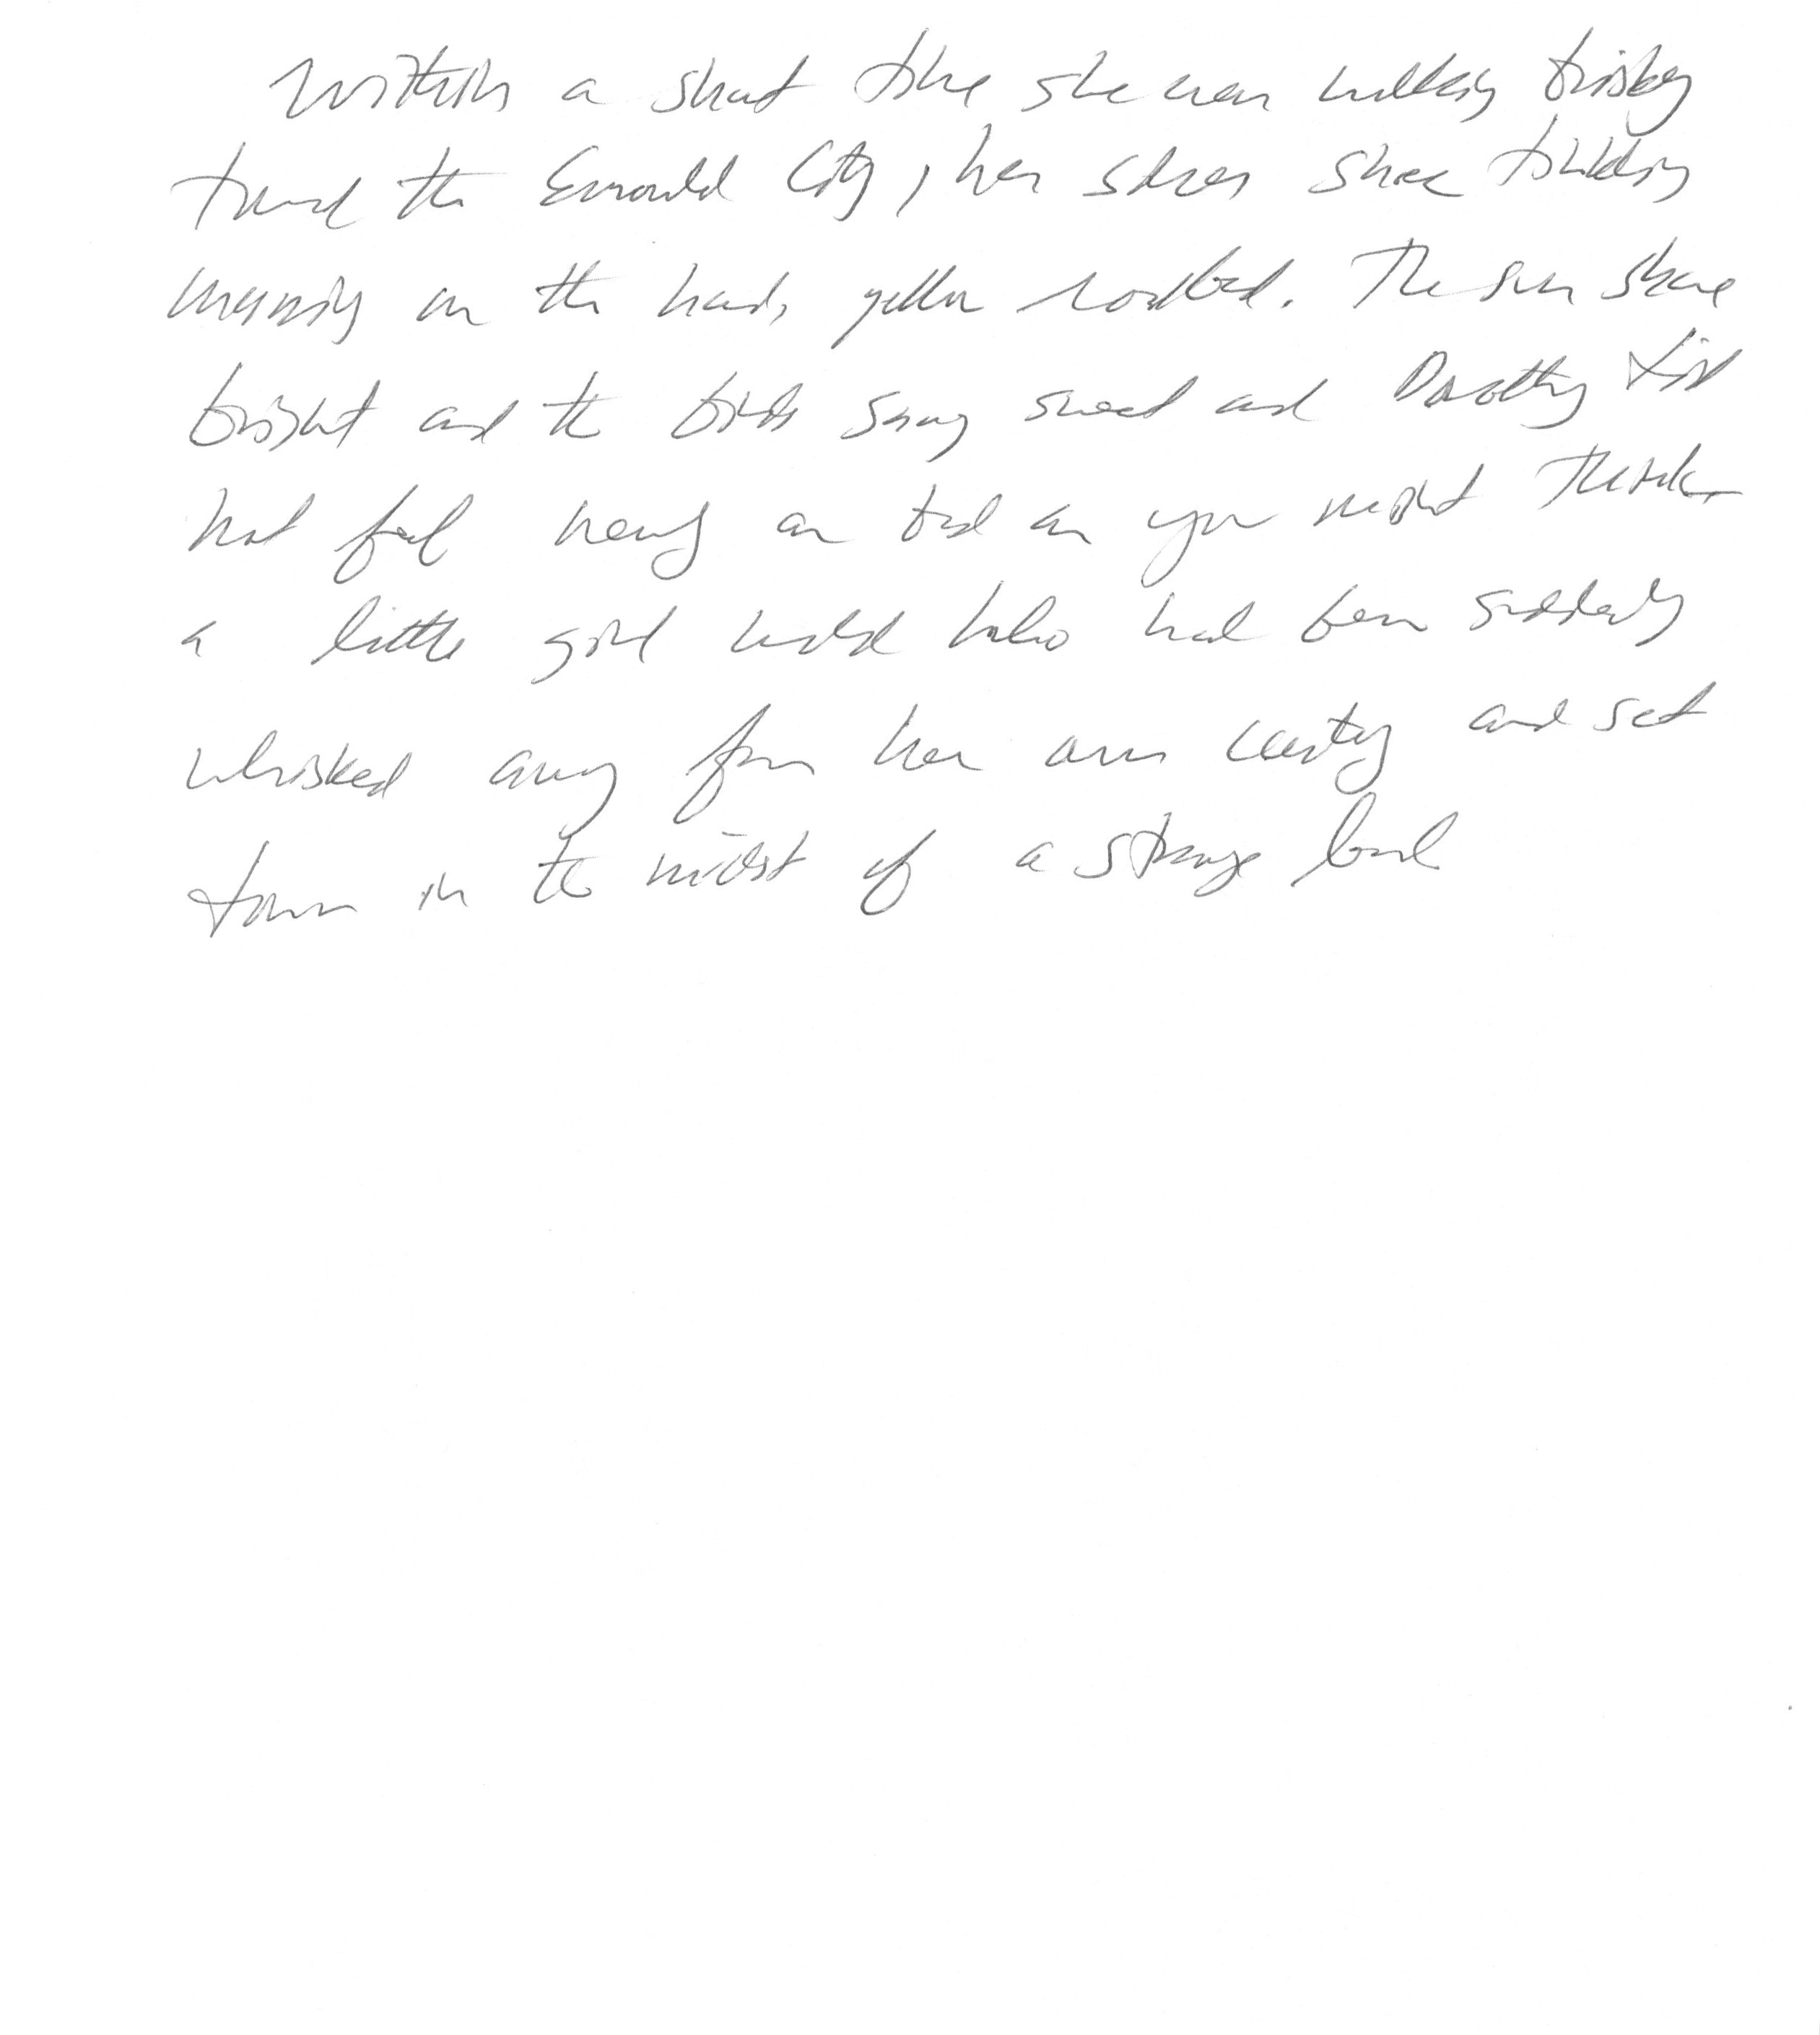 Within a short time she was walking briskly
toward the Emerald City, her silver shoes tinkling
merrily on the hard, yellow roadbed. The sun shone
bright and the birds sang sweet and Dorothy did
not feel nearly as bad as you might think
a little girl would who had been suddenly
whisked away from her own country and set
down in the midst of a strange land